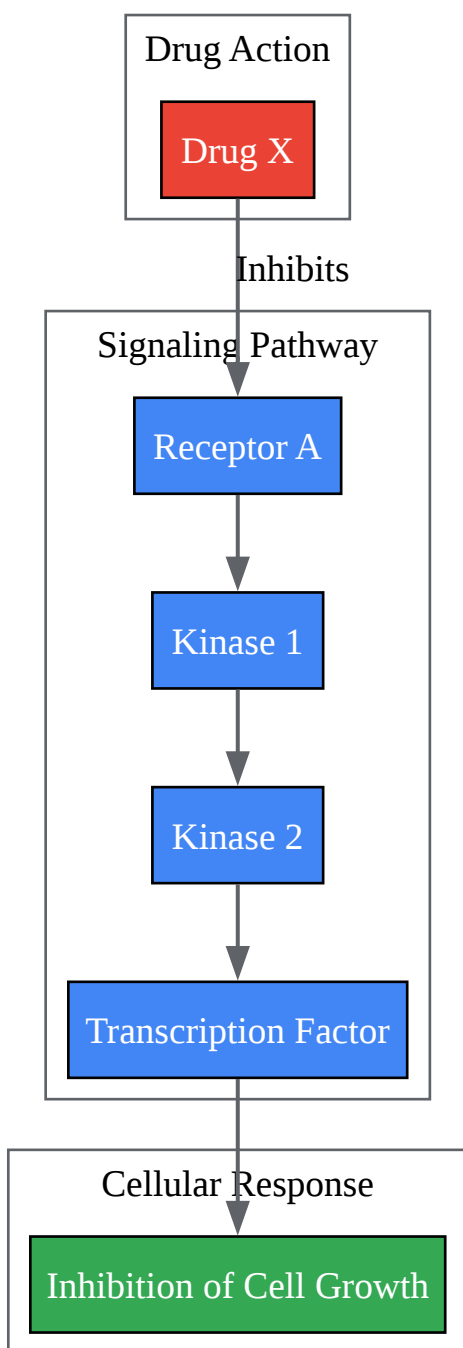 Drug Action
Drug X
Inhibits
Signaling Pathway
Receptor A
Kinase 1
Kinase 2
Transcription Factor
Cellular Response
Inhibition of Cell Growth